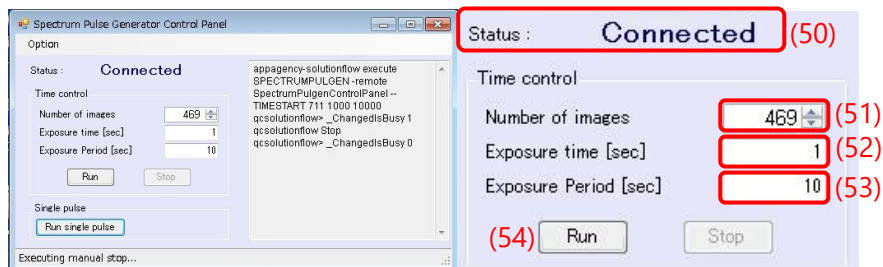 Spectrum Pulse Generator Control Panel
Option
Status : Connected
Time control
Number of images 469
Exposure time [sec] 1
Exposure Period [sec] 10
Run Stop
Single pulse
Run single pulse
Executing manual stop...
appagency-solutionflow execute
SPECTRUMPULGEN -remote
SpectrumPulgenControlPanel --
TIMESTART 711 1000 10000
qcsolutionflow> _ChangedIsBusy 1
qcsolutionflow Stop
qcsolutionflow> _ChangedIsBusy 0
Status : Connected (50)
Time control
Number of images 469 (51)
Exposure time [sec] 1 (52)
Exposure Period [sec] 10 (53)
(54) Run Stop